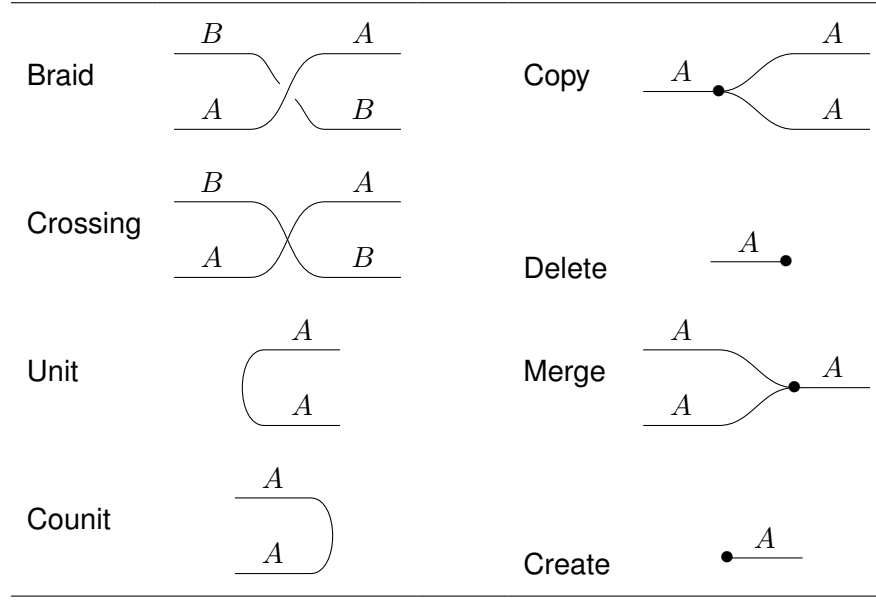 Braid
B A
A B
Copy
A A
A
Crossing
B A
A B
Delete
A
Unit
A
A
Merge
A A
A
Counit
A
A
Create
A